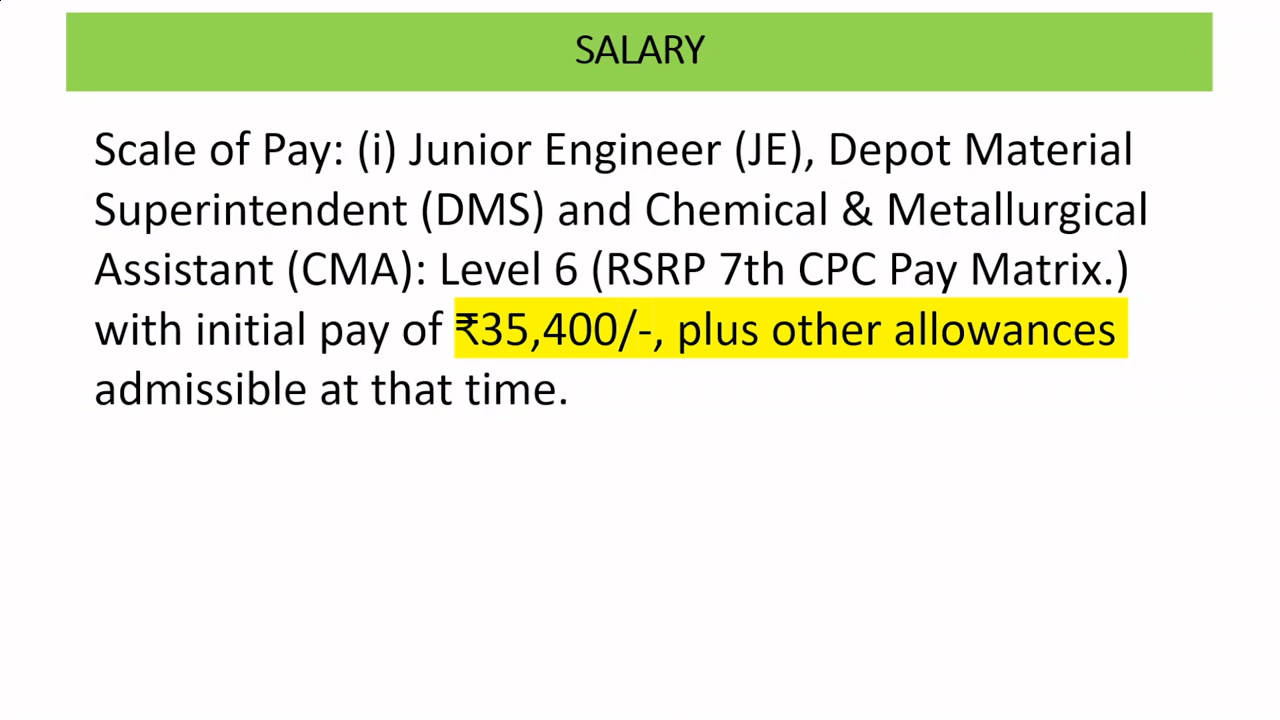 SALARY
Scale of Pay: (i) Junior Engineer (JE), Depot Material
Superintendent (DMS) and Chemical & Metallurgical
Assistant (CMA): Level 6 (RSRP 7th CPC Pay Matrix.)
with initial pay of ₹35,400/-, plus other allowances
admissible at that time.